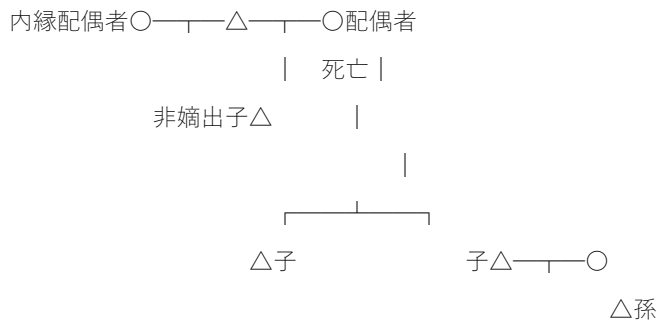 内縁配偶者○─┬─△─┬─○配偶者
│ 死亡│
非嫡出子△ │
│
┌──┴──┐
△子 子△─┬─○
△孫